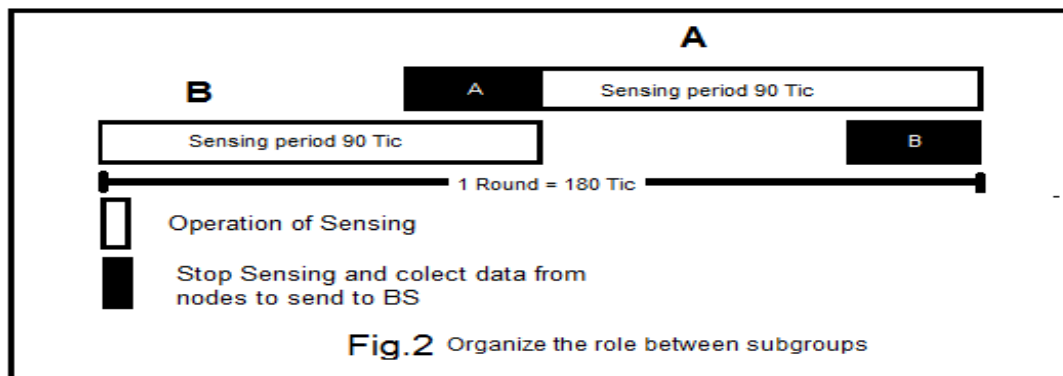 A
B
A
Sensing period 90 Tic
Sensing period 90 Tic
B
1 Round = 180 Tic
Operation of Sensing
Stop Sensing and colect data from
nodes to send to BS
Fig.2 Organize the role between subgroups